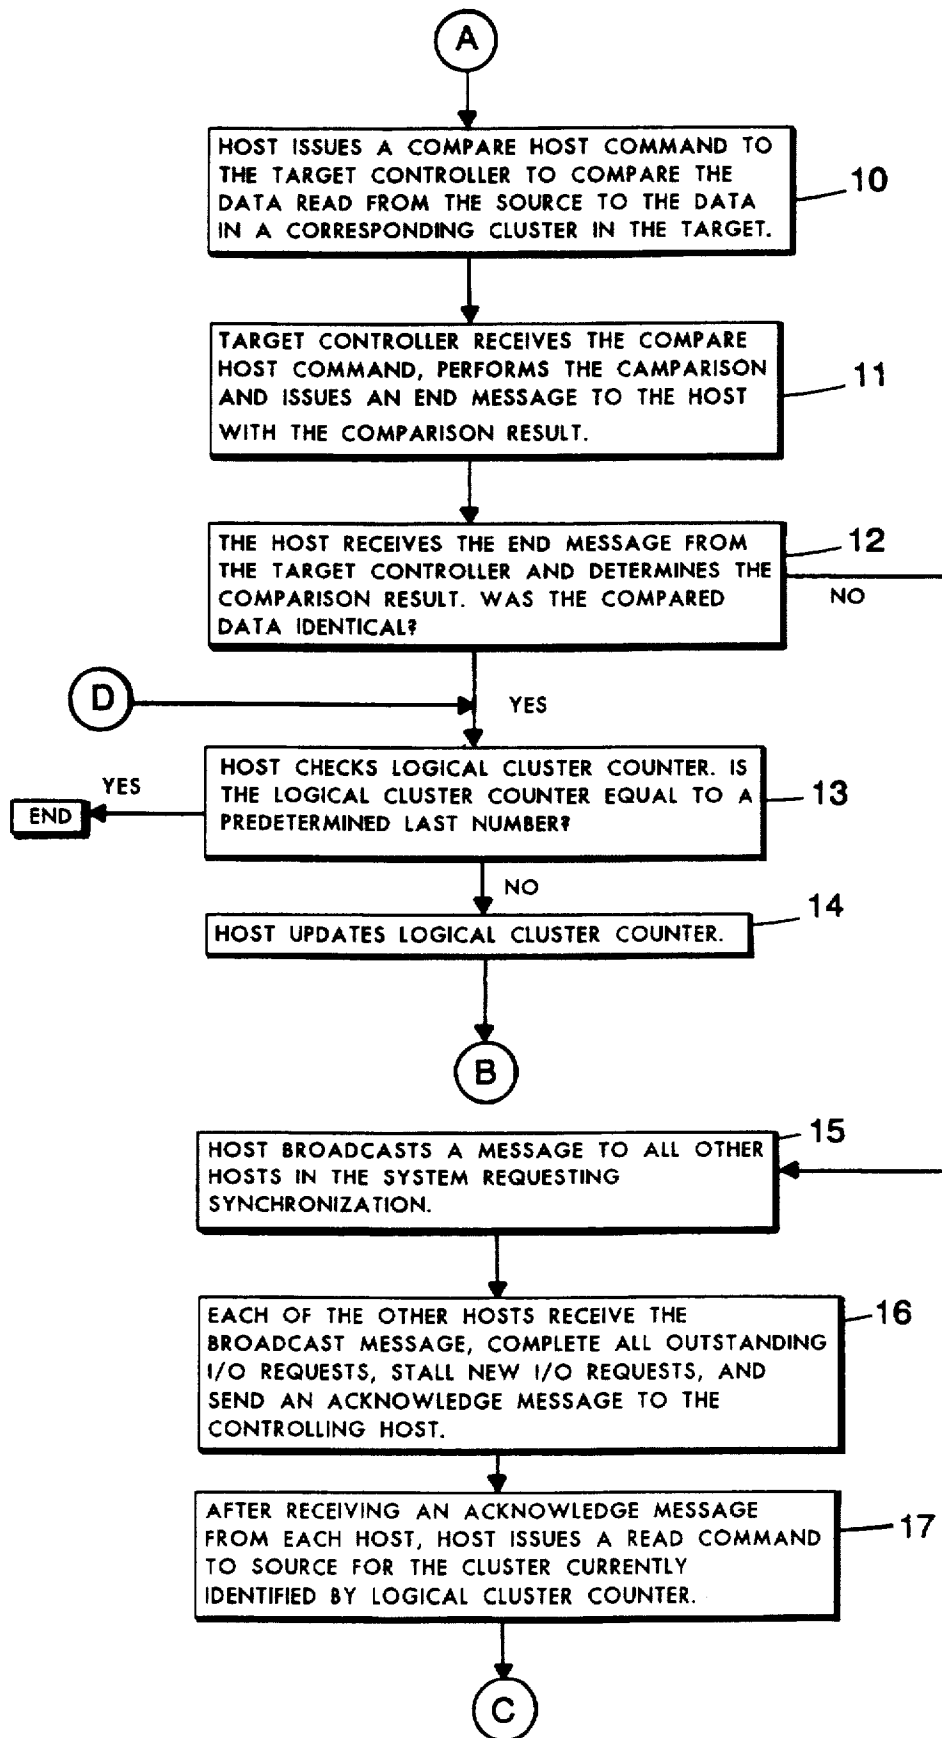 A
HOST ISSUES A COMPARE HOST COMMAND TO
THE TARGET CONTROLLER TO COMPARE THE
DATA READ FROM THE SOURCE TO THE DATA
IN A CORRESPONDING CLUSTER IN THE TARGET.
10
TARGET CONTROLLER RECEIVES THE COMPARE
HOST COMMAND, PERFORMS THE CAMPARISON
AND ISSUES AN END MESSAGE TO THE HOST
WITH THE COMPARISON RESULT.
11
THE HOST RECEIVES THE END MESSAGE FROM
THE TARGET CONTROLLER AND DETERMINES THE
COMPARISON RESULT. WAS THE COMPARED
DATA IDENTICAL?
12
NO
D
YES
HOST CHECKS LOGICAL CLUSTER COUNTER. IS
THE LOGICAL CLUSTER COUNTER EQUAL TO A
PREDETERMINED LAST NUMBER?
13
YES
END
NO
14
HOST UPDATES LOGICAL CLUSTER COUNTER.
B
15
HOST BROADCASTS A MESSAGE TO ALL OTHER
HOSTS IN THE SYSTEM REQUESTING
SYNCHRONIZATION.
EACH OF THE OTHER HOSTS RECEIVE THE
BROADCAST MESSAGE, COMPLETE ALL OUTSTANDING
I/O REQUESTS, STALL NEW I/O REQUESTS, AND
SEND AN ACKNOWLEDGE MESSAGE TO THE
CONTROLLING HOST.
16
AFTER RECEIVING AN ACKNOWLEDGE MESSAGE
FROM EACH HOST, HOST ISSUES A READ COMMAND
TO SOURCE FOR THE CLUSTER CURRENTLY
IDENTIFIED BY LOGICAL CLUSTER COUNTER.
17
C